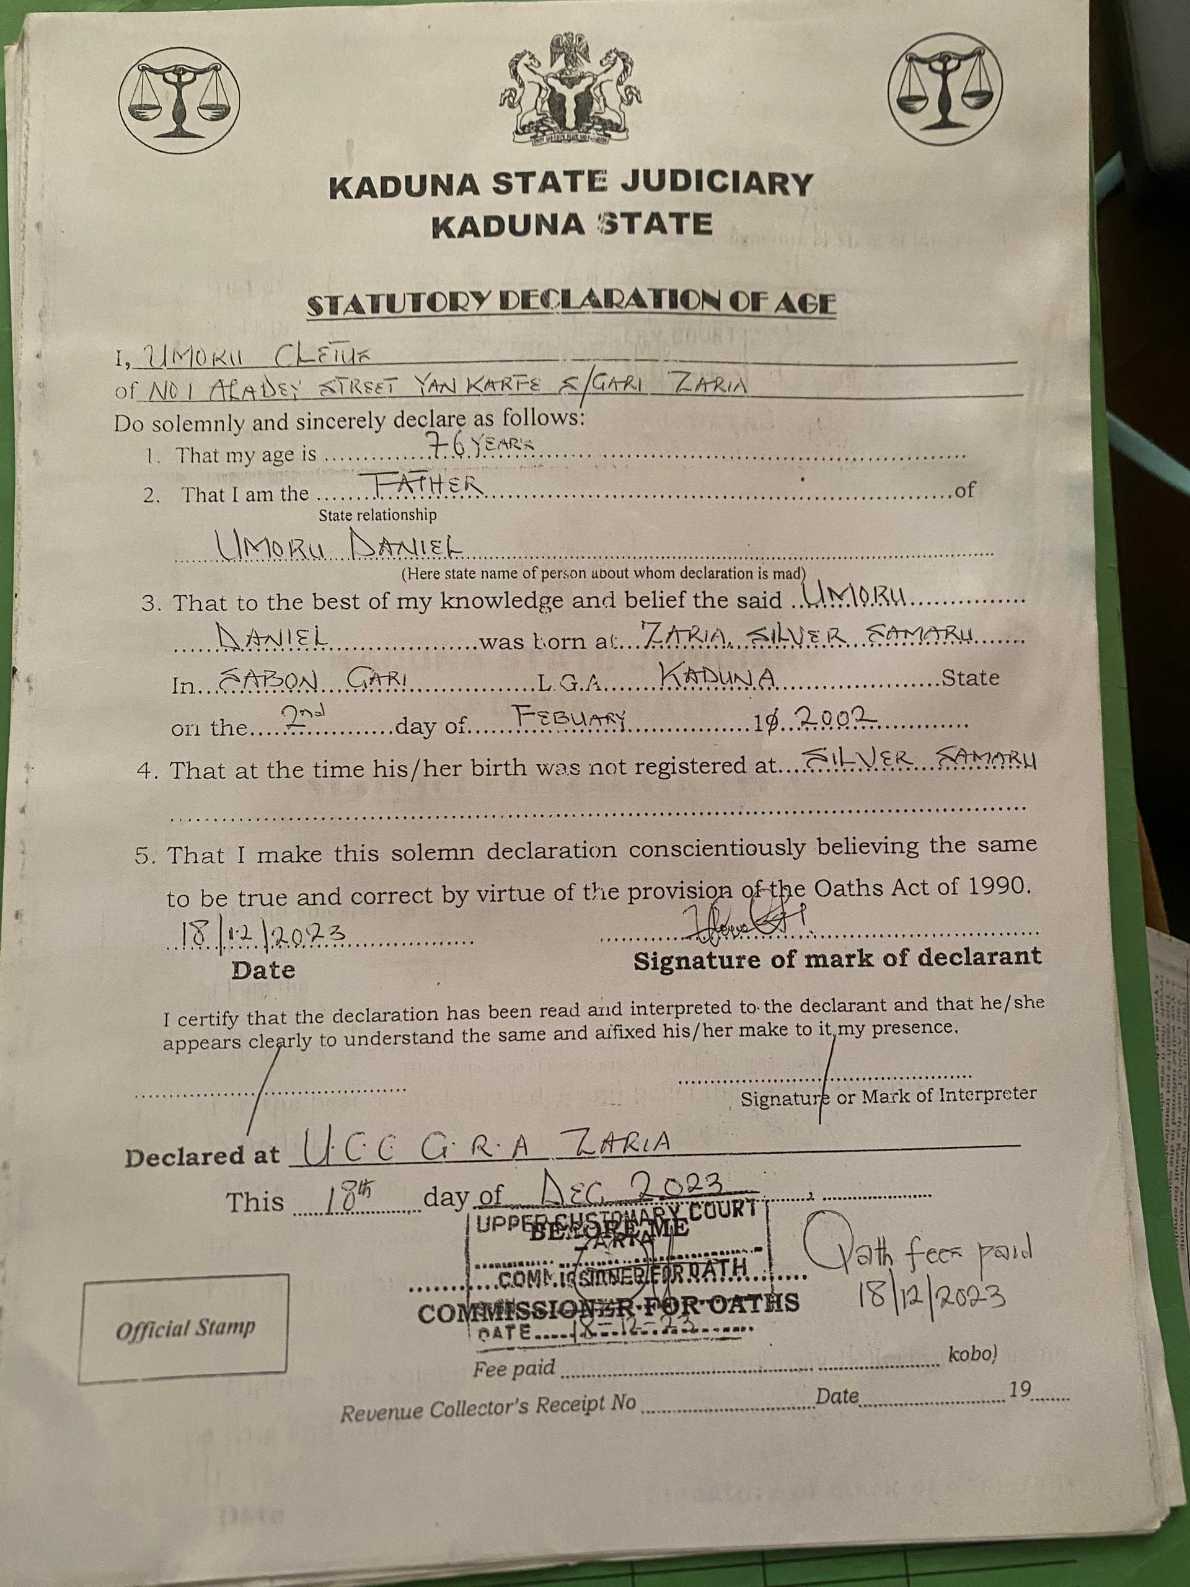 KADUNA STATE JUDICIARY
KADUNA STATE
STATUTORY DECLARATION OF AGE
I, UMORU CLETUS
of NO 1 ALADEY STREET YAN KARFE S/GARI ZARIA
Do solemnly and sincerely declare as follows:
1. That my age is ............76 YEARS............
2. That I am the ......FATHER............of
State relationship
UMORU DANIEL
(Here state name of person about whom declaration is mad)
3. That to the best of my knowledge and belief the said ..UMORU............
......DANIEL............was born at...ZARIA, SILVER SAMARU......
In...SABON GARI............L.G.A......KADUNA............State
on the....2nd............day of......FEBUARY............19...2002............
4. That at the time his/her birth was not registered at....SILVER SAMARU
5. That I make this solemn declaration conscientiously believing the same
to be true and correct by virtue of the provision of the Oaths Act of 1990.
18/12/2023
Date
Signature of mark of declarant
I certify that the declaration has been read and interpreted to the declarant and that he/she
appears clearly to understand the same and affixed his/her make to it, my presence.
Signature or Mark of Interpreter
Declared at U.C.C G.R.A ZARIA
This ......18th......day of DEC 2023
UPPER CUSTOMARY COURT
BEFORE ME
ZARIA
COMMISSIONER FOR OATH
COMMISSIONER FOR OATHS
DATE.....18-12-23......
Oath fees paid
18/12/2023
Official Stamp
Fee paid ........................ kobo)
Revenue Collector's Receipt No ..................Date..................19......